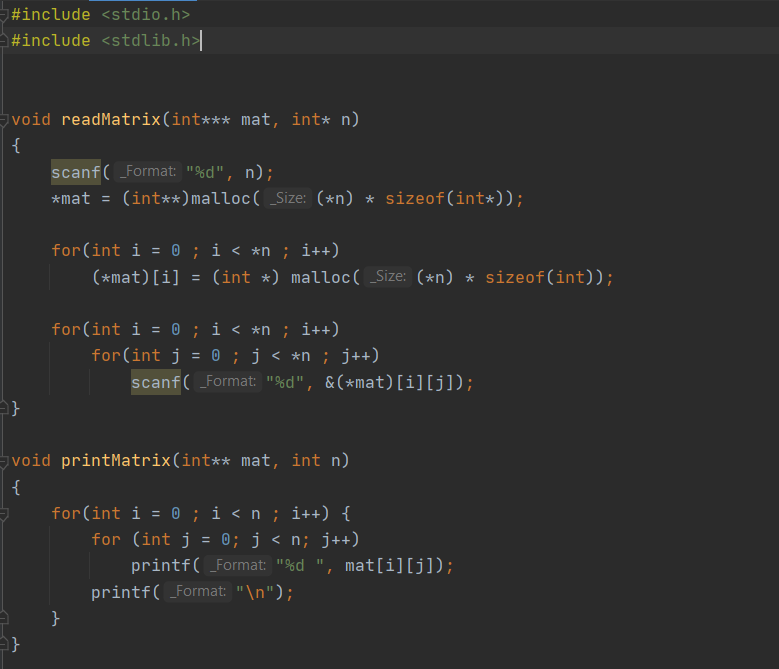 #include <stdio.h>
#include <stdlib.h>
void readMatrix(int*** mat, int* n)
{
scanf( _Format: "%d", n);
*mat = (int**)malloc( _Size: (*n) * sizeof(int*));
for(int i = 0 ; i < *n ; i++)
(*mat)[i] = (int *) malloc( _Size: (*n) * sizeof(int));
for(int i = 0 ; i < *n ; i++)
for(int j = 0 ; j < *n ; j++)
scanf( _Format: "%d", &(*mat)[i][j]);
}
void printMatrix(int** mat, int n)
{
for(int i = 0 ; i < n ; i++) {
for (int j = 0; j < n; j++)
printf( _Format: "%d ", mat[i][j]);
printf( _Format: "\n");
}
}